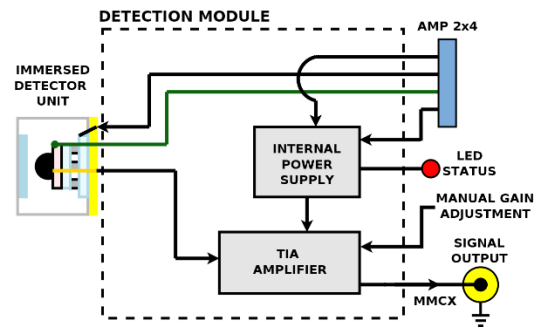 DETECTION MODULE
AMP 2x4
IMMERSED
DETECTOR
UNIT
INTERNAL
POWER
SUPPLY
LED
STATUS
MANUAL GAIN
ADJUSTMENT
TIA
AMPLIFIER
SIGNAL
OUTPUT
MMCX